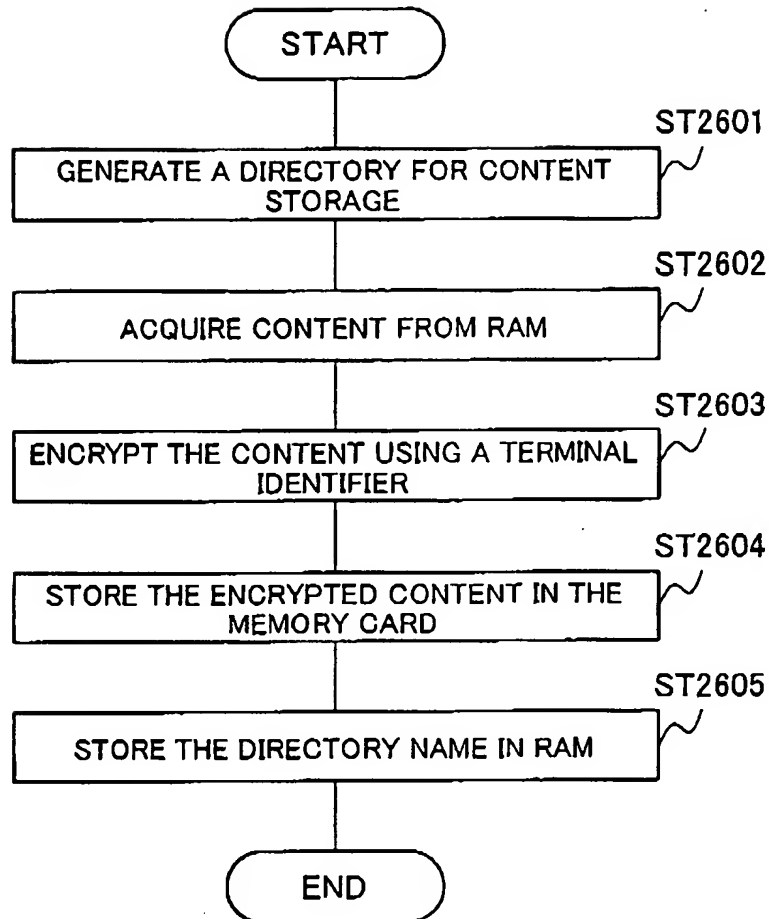 START
ST2601
GENERATE A DIRECTORY FOR CONTENT
STORAGE
ST2602
ACQUIRE CONTENT FROM RAM
ST2603
ENCRYPT THE CONTENT USING A TERMINAL
IDENTIFIER
ST2604
STORE THE ENCRYPTED CONTENT IN THE
MEMORY CARD
ST2605
STORE THE DIRECTORY NAME IN RAM
END